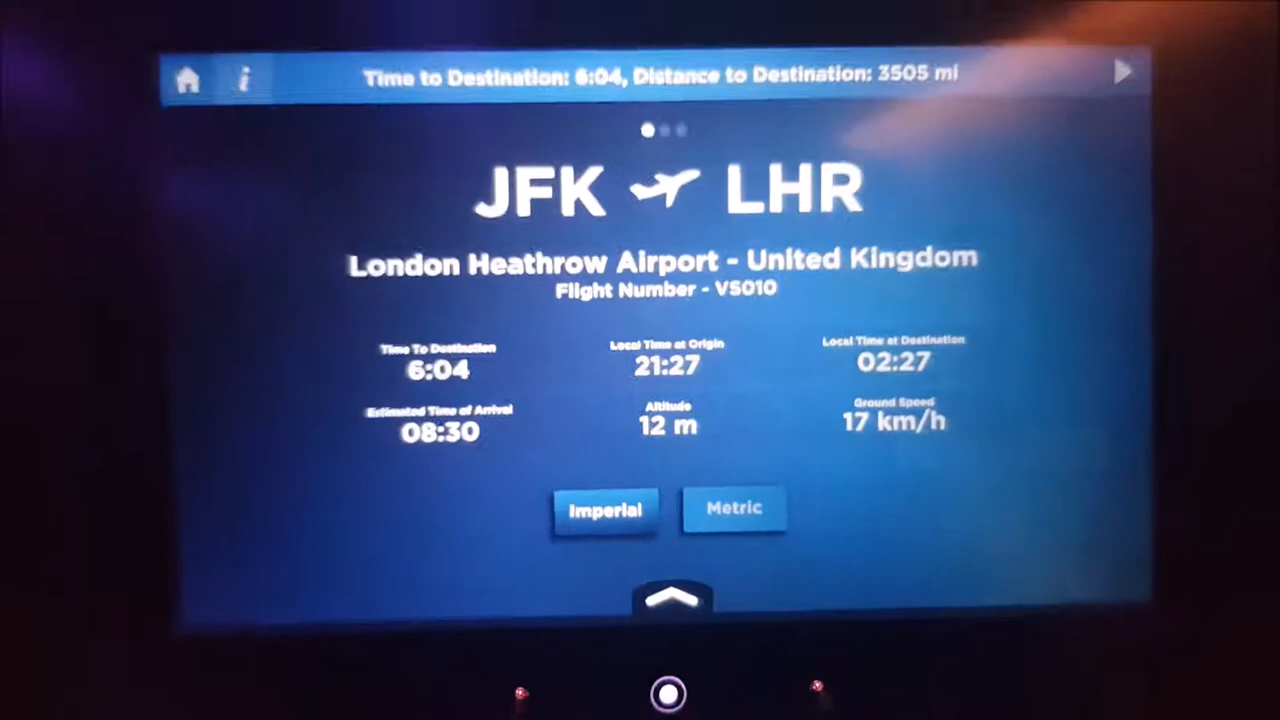 i
Time to Destination: 6:04, Distance to Destination: 3505 mi
JFK LHR
London Heathrow Airport - United Kingdom
Flight Number - VS010
Time To Destination Local Time at Origin Local Time at Destination
6:04 21:27 02:27
Estimated Time of Arrival Altitude Ground Speed
08:30 12 m 17 km/h
Imperial Metric